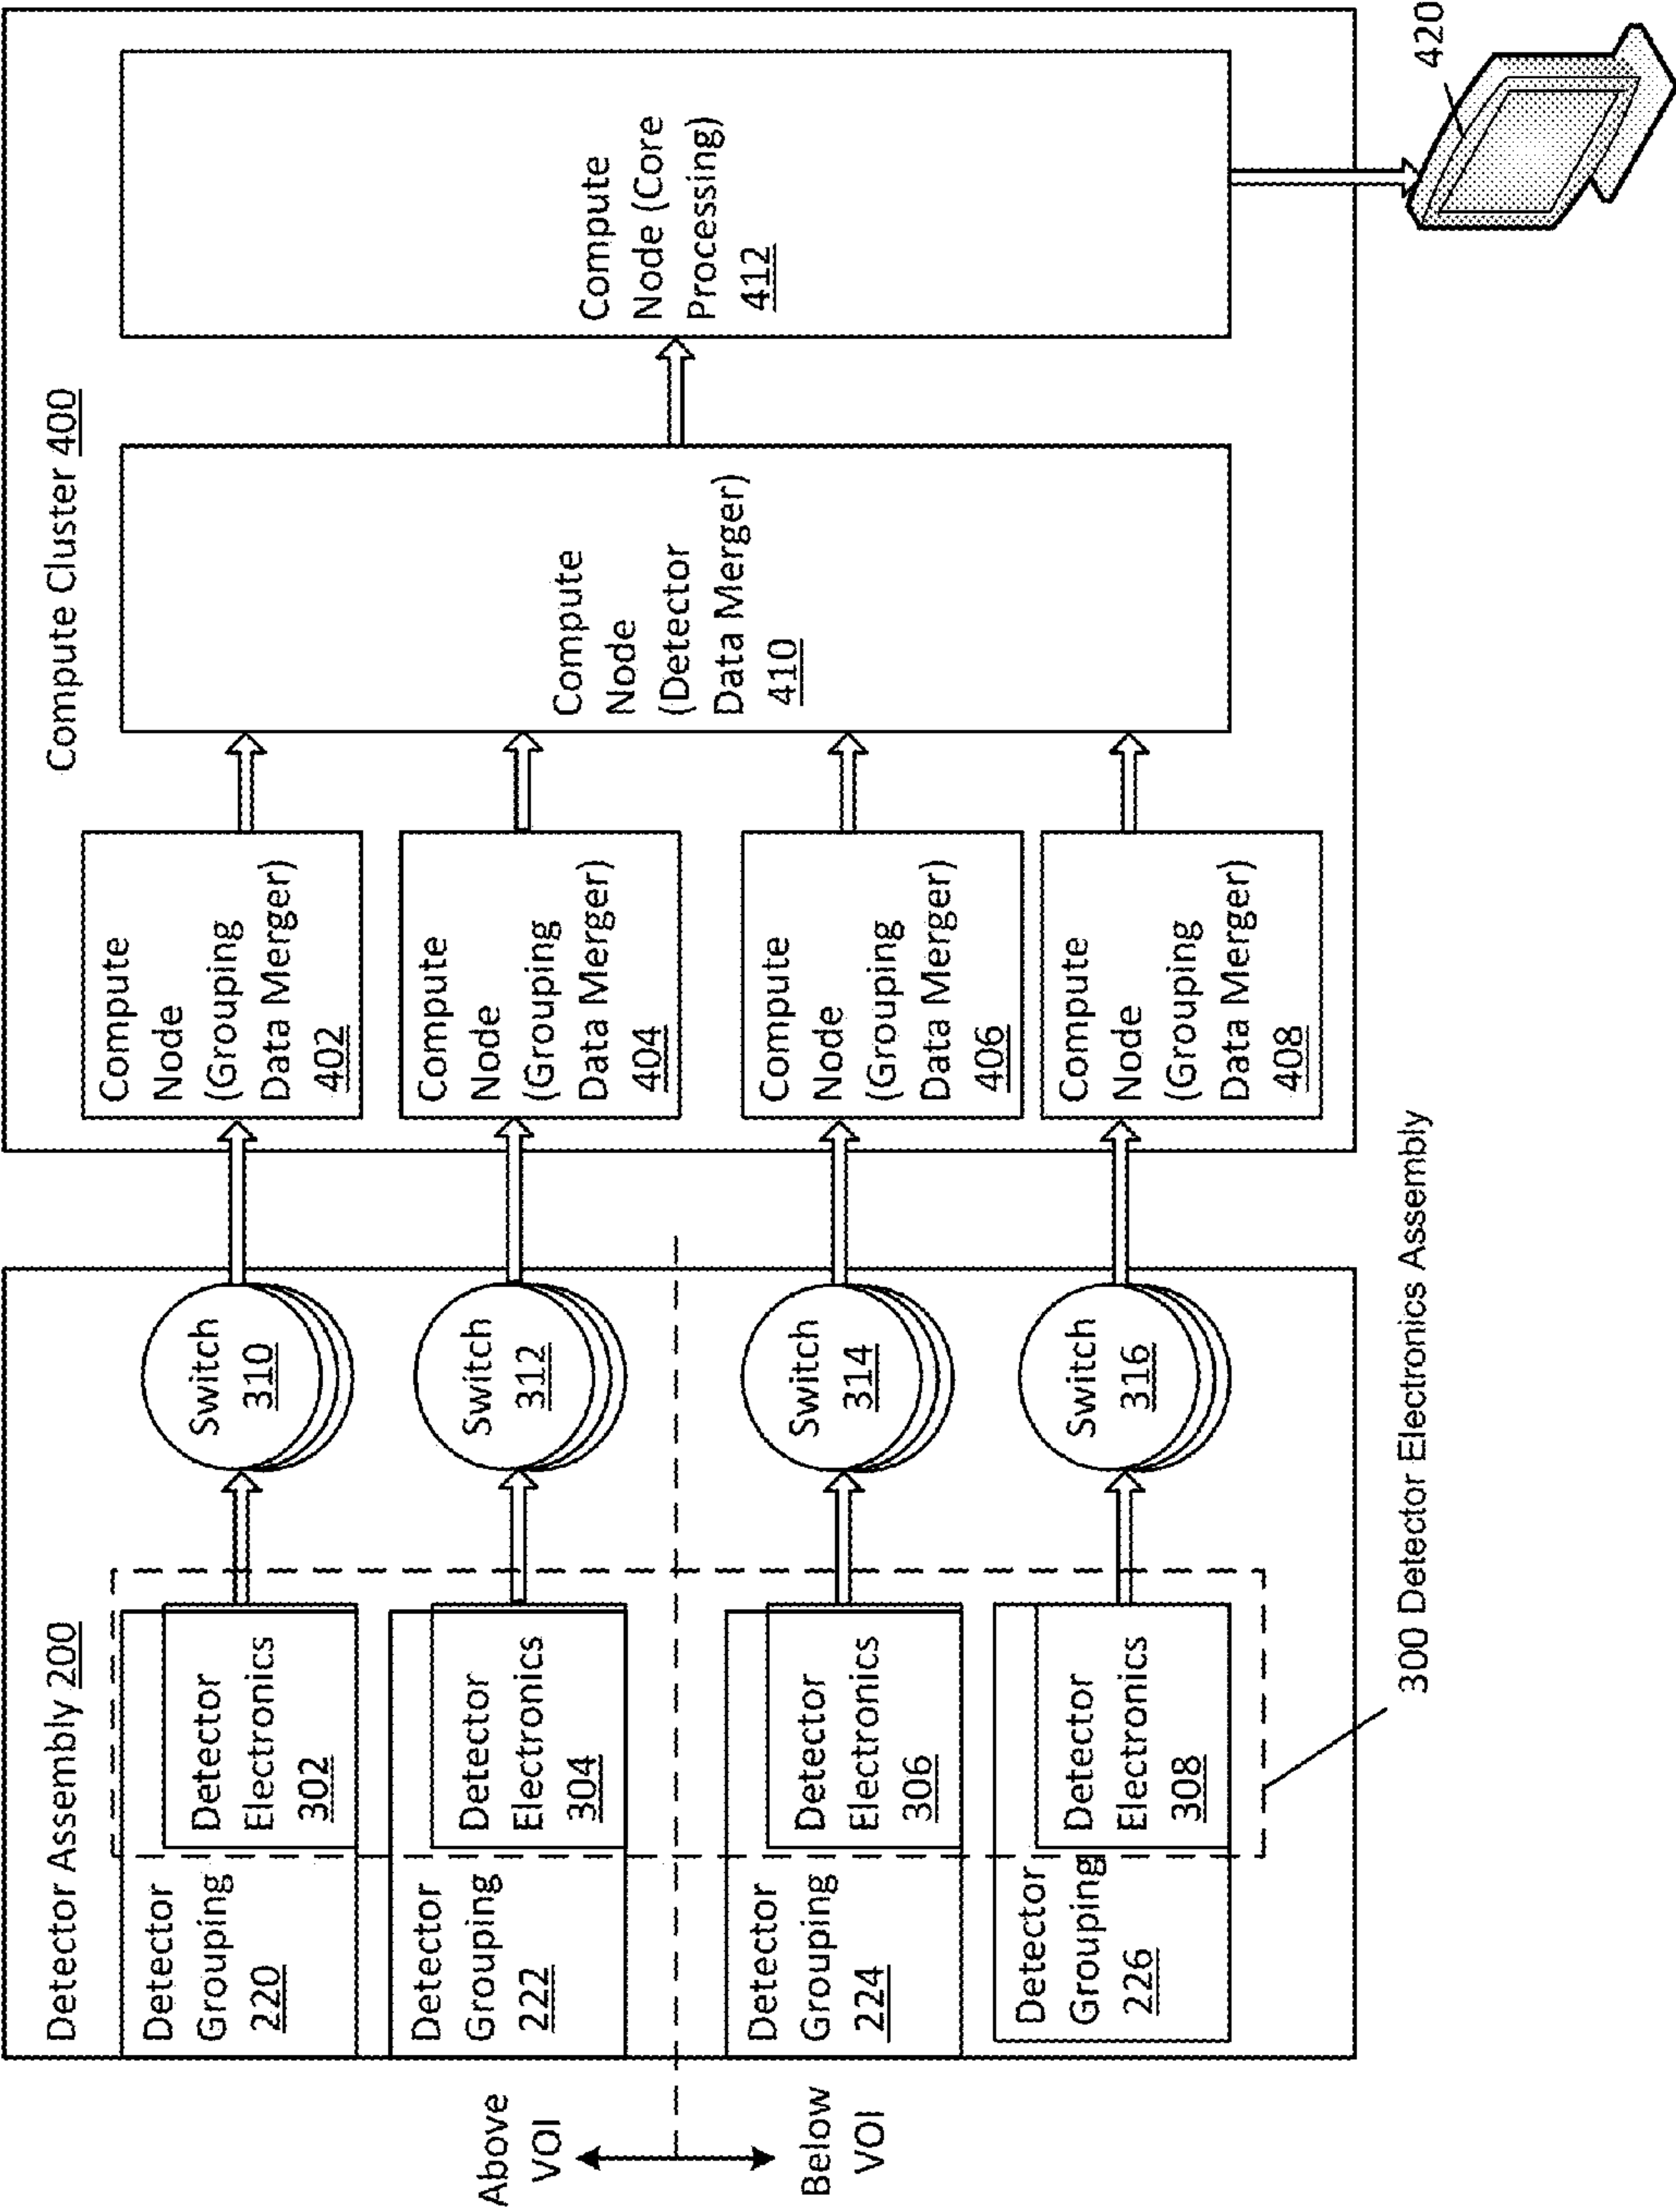 Detector Assembly 200
Detector
Grouping
220
Detector
Electronics
302
Switch
310
Detector
Grouping
222
Detector
Electronics
304
Switch
312
Above
VOI
Below
VOI
Detector
Grouping
224
Detector
Electronics
306
Switch
314
Detector
Grouping
226
Detector
Electronics
308
Switch
316
300 Detector Electronics Assembly
Compute Cluster 400
Compute
Node
(Grouping
Data Merger)
402
Compute
Node
(Grouping
Data Merger)
404
Compute
Node
(Grouping
Data Merger)
406
Compute
Node
(Grouping
Data Merger)
408
Compute
Node
(Detector
Data Merger)
410
Compute
Node (Core
Processing)
412
420